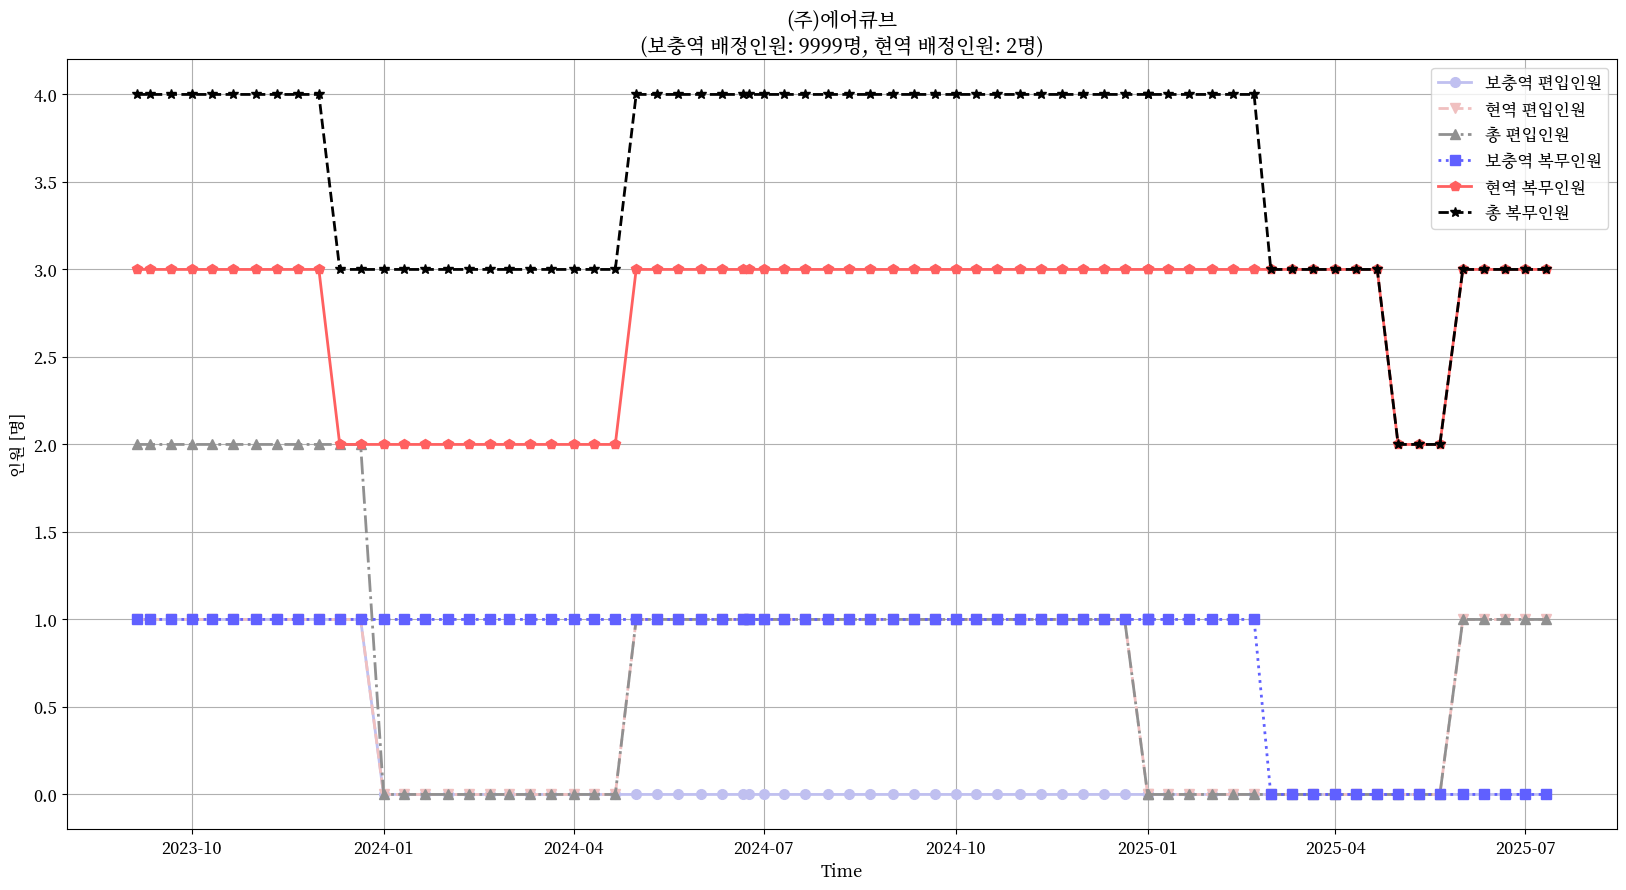 (주)에어큐브
(보충역 배정인원: 9999명, 현역 배정인원: 2명)
보충역 편입인원
현역 편입인원
총 편입인원
보충역 복무인원
현역 복무인원
총 복무인원
4.0
3.5
3.0
2.5
2.0
1.5
1.0
0.5
0.0
인원 [명]
2023-10
2024-01
2024-04
2024-07
2024-10
2025-01
2025-04
2025-07
Time